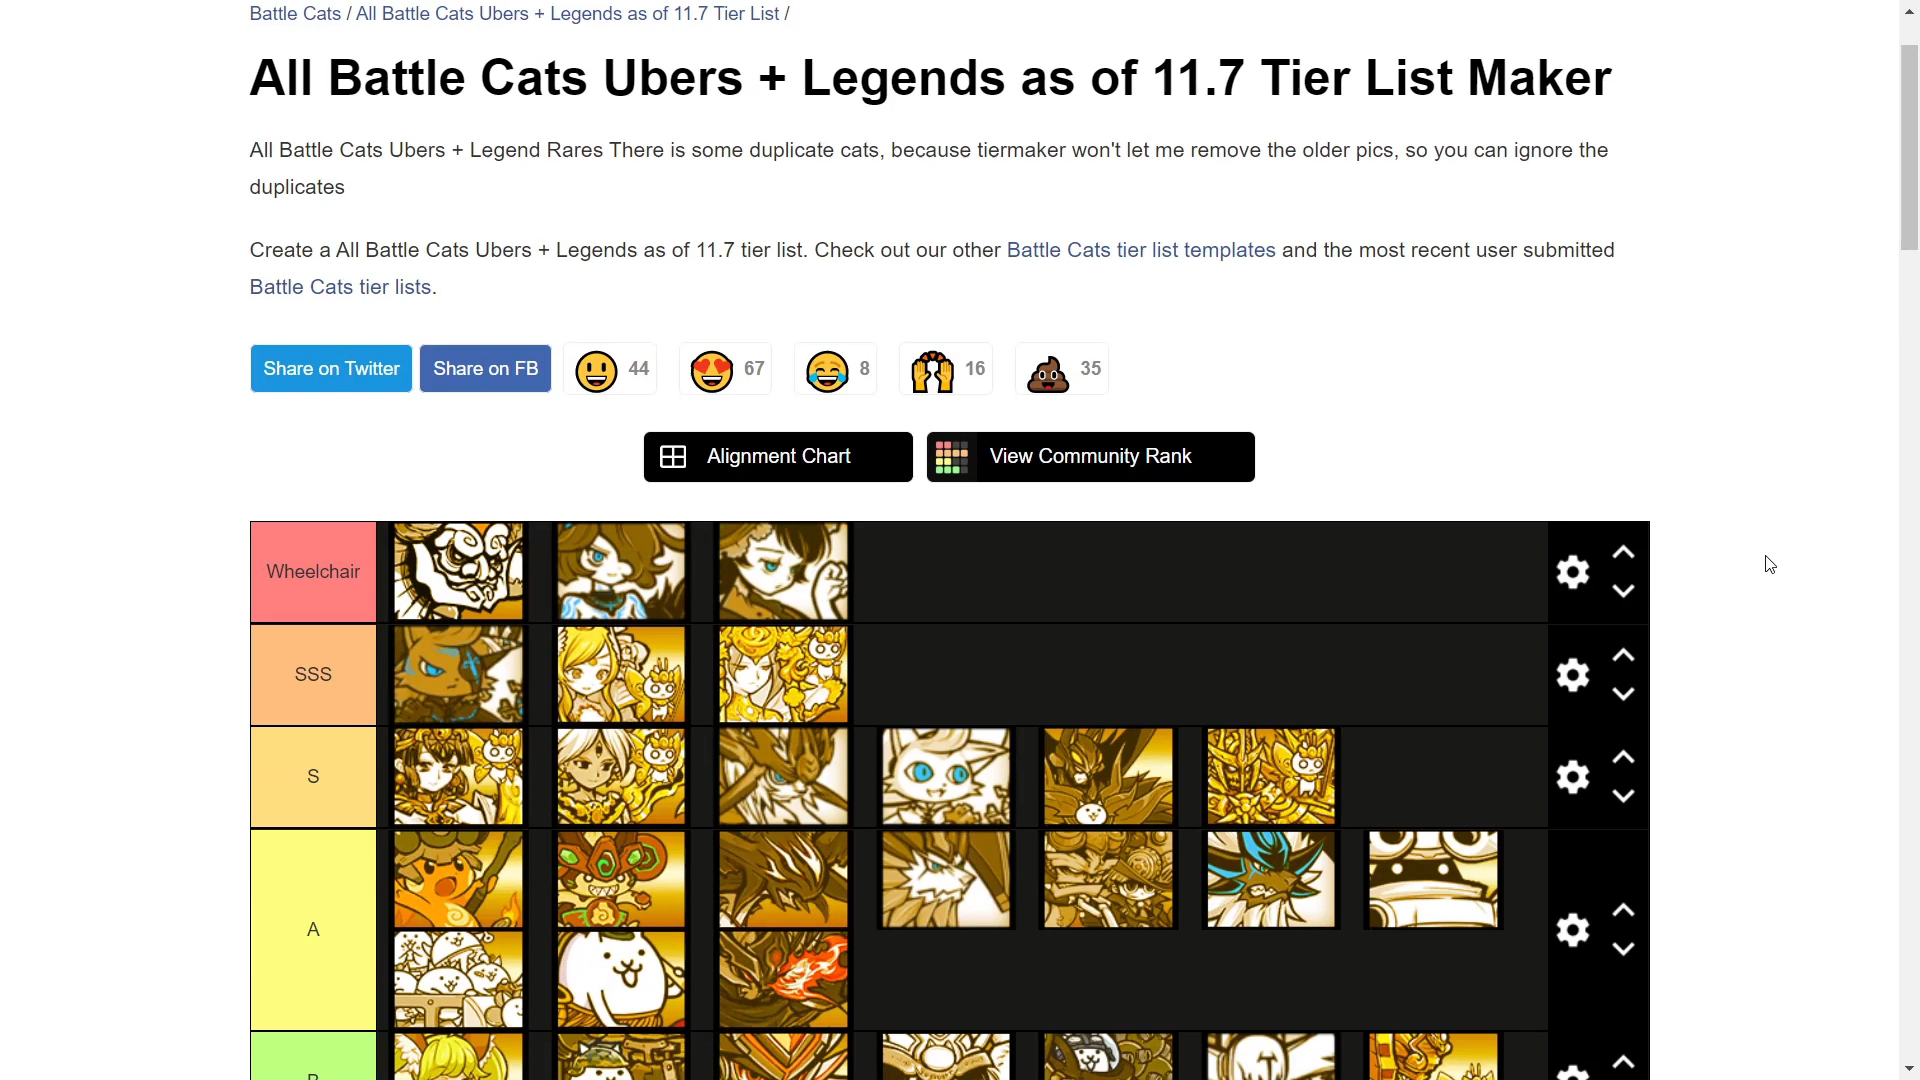 Battle Cats / All Battle Cats Ubers + Legends as of 11.7 Tier List /
All Battle Cats Ubers + Legends as of 11.7 Tier List Maker
All Battle Cats Ubers + Legend Rares There is some duplicate cats, because tiermaker won't let me remove the older pics, so you can ignore the
duplicates
Create a All Battle Cats Ubers + Legends as of 11.7 tier list. Check out our other Battle Cats tier list templates and the most recent user submitted
Battle Cats tier lists.
Share on Twitter Share on FB 44 67 8 16 35
Alignment Chart View Community Rank
Wheelchair
SSS
S
A